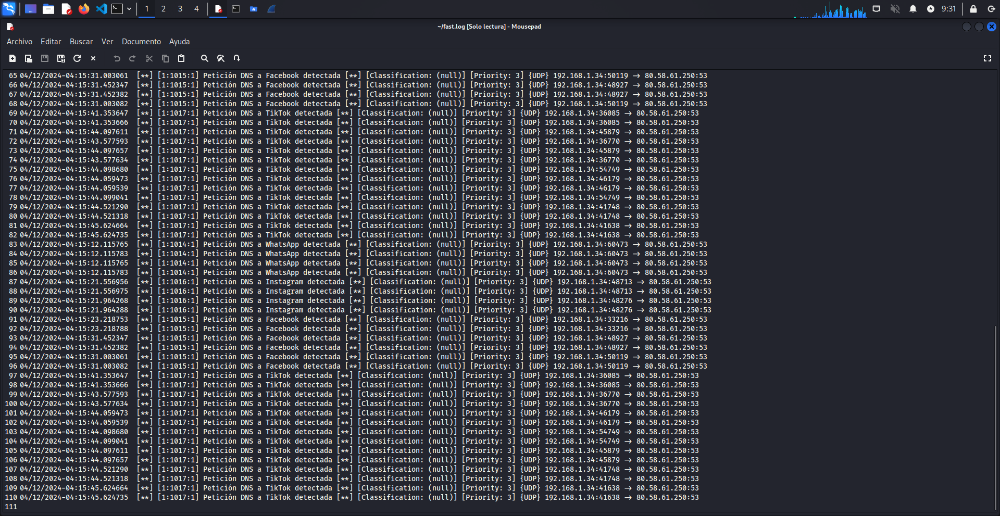 1 2 3 4 9:31
~/fast.log [Solo lectura] - Mousepad
Archivo Editar Buscar Ver Documento Ayuda
65 04/12/2024-04:15:31.003061 [**] [1:1015:1] Petición DNS a Facebook detectada [**] [Classification: (null)] [Priority: 3] {UDP} 192.168.1.34:50119 → 80.58.61.250:53
66 04/12/2024-04:15:31.452347 [**] [1:1015:1] Petición DNS a Facebook detectada [**] [Classification: (null)] [Priority: 3] {UDP} 192.168.1.34:48927 → 80.58.61.250:53
67 04/12/2024-04:15:31.452382 [**] [1:1015:1] Petición DNS a Facebook detectada [**] [Classification: (null)] [Priority: 3] {UDP} 192.168.1.34:48927 → 80.58.61.250:53
68 04/12/2024-04:15:31.003082 [**] [1:1015:1] Petición DNS a Facebook detectada [**] [Classification: (null)] [Priority: 3] {UDP} 192.168.1.34:50119 → 80.58.61.250:53
69 04/12/2024-04:15:41.353647 [**] [1:1017:1] Petición DNS a TikTok detectada [**] [Classification: (null)] [Priority: 3] {UDP} 192.168.1.34:36085 → 80.58.61.250:53
70 04/12/2024-04:15:41.353666 [**] [1:1017:1] Petición DNS a TikTok detectada [**] [Classification: (null)] [Priority: 3] {UDP} 192.168.1.34:36085 → 80.58.61.250:53
71 04/12/2024-04:15:44.097611 [**] [1:1017:1] Petición DNS a TikTok detectada [**] [Classification: (null)] [Priority: 3] {UDP} 192.168.1.34:45879 → 80.58.61.250:53
72 04/12/2024-04:15:43.577593 [**] [1:1017:1] Petición DNS a TikTok detectada [**] [Classification: (null)] [Priority: 3] {UDP} 192.168.1.34:36770 → 80.58.61.250:53
73 04/12/2024-04:15:44.097657 [**] [1:1017:1] Petición DNS a TikTok detectada [**] [Classification: (null)] [Priority: 3] {UDP} 192.168.1.34:45879 → 80.58.61.250:53
74 04/12/2024-04:15:43.577634 [**] [1:1017:1] Petición DNS a TikTok detectada [**] [Classification: (null)] [Priority: 3] {UDP} 192.168.1.34:36770 → 80.58.61.250:53
75 04/12/2024-04:15:44.098680 [**] [1:1017:1] Petición DNS a TikTok detectada [**] [Classification: (null)] [Priority: 3] {UDP} 192.168.1.34:54749 → 80.58.61.250:53
76 04/12/2024-04:15:44.059473 [**] [1:1017:1] Petición DNS a TikTok detectada [**] [Classification: (null)] [Priority: 3] {UDP} 192.168.1.34:46179 → 80.58.61.250:53
77 04/12/2024-04:15:44.059539 [**] [1:1017:1] Petición DNS a TikTok detectada [**] [Classification: (null)] [Priority: 3] {UDP} 192.168.1.34:46179 → 80.58.61.250:53
78 04/12/2024-04:15:44.099041 [**] [1:1017:1] Petición DNS a TikTok detectada [**] [Classification: (null)] [Priority: 3] {UDP} 192.168.1.34:54749 → 80.58.61.250:53
79 04/12/2024-04:15:44.521290 [**] [1:1017:1] Petición DNS a TikTok detectada [**] [Classification: (null)] [Priority: 3] {UDP} 192.168.1.34:41748 → 80.58.61.250:53
80 04/12/2024-04:15:44.521318 [**] [1:1017:1] Petición DNS a TikTok detectada [**] [Classification: (null)] [Priority: 3] {UDP} 192.168.1.34:41748 → 80.58.61.250:53
81 04/12/2024-04:15:45.624664 [**] [1:1017:1] Petición DNS a TikTok detectada [**] [Classification: (null)] [Priority: 3] {UDP} 192.168.1.34:41638 → 80.58.61.250:53
82 04/12/2024-04:15:45.624735 [**] [1:1017:1] Petición DNS a TikTok detectada [**] [Classification: (null)] [Priority: 3] {UDP} 192.168.1.34:41638 → 80.58.61.250:53
83 04/12/2024-04:15:12.115765 [**] [1:1014:1] Petición DNS a WhatsApp detectada [**] [Classification: (null)] [Priority: 3] {UDP} 192.168.1.34:60473 → 80.58.61.250:53
84 04/12/2024-04:15:12.115783 [**] [1:1014:1] Petición DNS a WhatsApp detectada [**] [Classification: (null)] [Priority: 3] {UDP} 192.168.1.34:60473 → 80.58.61.250:53
85 04/12/2024-04:15:12.115765 [**] [1:1014:1] Petición DNS a WhatsApp detectada [**] [Classification: (null)] [Priority: 3] {UDP} 192.168.1.34:60473 → 80.58.61.250:53
86 04/12/2024-04:15:12.115783 [**] [1:1014:1] Petición DNS a WhatsApp detectada [**] [Classification: (null)] [Priority: 3] {UDP} 192.168.1.34:60473 → 80.58.61.250:53
87 04/12/2024-04:15:21.556956 [**] [1:1016:1] Petición DNS a Instagram detectada [**] [Classification: (null)] [Priority: 3] {UDP} 192.168.1.34:48713 → 80.58.61.250:53
88 04/12/2024-04:15:21.556975 [**] [1:1016:1] Petición DNS a Instagram detectada [**] [Classification: (null)] [Priority: 3] {UDP} 192.168.1.34:48713 → 80.58.61.250:53
89 04/12/2024-04:15:21.964268 [**] [1:1016:1] Petición DNS a Instagram detectada [**] [Classification: (null)] [Priority: 3] {UDP} 192.168.1.34:48276 → 80.58.61.250:53
90 04/12/2024-04:15:21.964288 [**] [1:1016:1] Petición DNS a Instagram detectada [**] [Classification: (null)] [Priority: 3] {UDP} 192.168.1.34:48276 → 80.58.61.250:53
91 04/12/2024-04:15:23.218753 [**] [1:1015:1] Petición DNS a Facebook detectada [**] [Classification: (null)] [Priority: 3] {UDP} 192.168.1.34:33216 → 80.58.61.250:53
92 04/12/2024-04:15:23.218788 [**] [1:1015:1] Petición DNS a Facebook detectada [**] [Classification: (null)] [Priority: 3] {UDP} 192.168.1.34:33216 → 80.58.61.250:53
93 04/12/2024-04:15:31.452347 [**] [1:1015:1] Petición DNS a Facebook detectada [**] [Classification: (null)] [Priority: 3] {UDP} 192.168.1.34:48927 → 80.58.61.250:53
94 04/12/2024-04:15:31.452382 [**] [1:1015:1] Petición DNS a Facebook detectada [**] [Classification: (null)] [Priority: 3] {UDP} 192.168.1.34:48927 → 80.58.61.250:53
95 04/12/2024-04:15:31.003061 [**] [1:1015:1] Petición DNS a Facebook detectada [**] [Classification: (null)] [Priority: 3] {UDP} 192.168.1.34:50119 → 80.58.61.250:53
96 04/12/2024-04:15:31.003082 [**] [1:1015:1] Petición DNS a Facebook detectada [**] [Classification: (null)] [Priority: 3] {UDP} 192.168.1.34:50119 → 80.58.61.250:53
97 04/12/2024-04:15:41.353647 [**] [1:1017:1] Petición DNS a TikTok detectada [**] [Classification: (null)] [Priority: 3] {UDP} 192.168.1.34:36085 → 80.58.61.250:53
98 04/12/2024-04:15:41.353666 [**] [1:1017:1] Petición DNS a TikTok detectada [**] [Classification: (null)] [Priority: 3] {UDP} 192.168.1.34:36085 → 80.58.61.250:53
99 04/12/2024-04:15:43.577593 [**] [1:1017:1] Petición DNS a TikTok detectada [**] [Classification: (null)] [Priority: 3] {UDP} 192.168.1.34:36770 → 80.58.61.250:53
100 04/12/2024-04:15:43.577634 [**] [1:1017:1] Petición DNS a TikTok detectada [**] [Classification: (null)] [Priority: 3] {UDP} 192.168.1.34:36770 → 80.58.61.250:53
101 04/12/2024-04:15:44.059473 [**] [1:1017:1] Petición DNS a TikTok detectada [**] [Classification: (null)] [Priority: 3] {UDP} 192.168.1.34:46179 → 80.58.61.250:53
102 04/12/2024-04:15:44.059539 [**] [1:1017:1] Petición DNS a TikTok detectada [**] [Classification: (null)] [Priority: 3] {UDP} 192.168.1.34:46179 → 80.58.61.250:53
103 04/12/2024-04:15:44.098680 [**] [1:1017:1] Petición DNS a TikTok detectada [**] [Classification: (null)] [Priority: 3] {UDP} 192.168.1.34:54749 → 80.58.61.250:53
104 04/12/2024-04:15:44.099041 [**] [1:1017:1] Petición DNS a TikTok detectada [**] [Classification: (null)] [Priority: 3] {UDP} 192.168.1.34:54749 → 80.58.61.250:53
105 04/12/2024-04:15:44.097611 [**] [1:1017:1] Petición DNS a TikTok detectada [**] [Classification: (null)] [Priority: 3] {UDP} 192.168.1.34:45879 → 80.58.61.250:53
106 04/12/2024-04:15:44.097657 [**] [1:1017:1] Petición DNS a TikTok detectada [**] [Classification: (null)] [Priority: 3] {UDP} 192.168.1.34:45879 → 80.58.61.250:53
107 04/12/2024-04:15:44.521290 [**] [1:1017:1] Petición DNS a TikTok detectada [**] [Classification: (null)] [Priority: 3] {UDP} 192.168.1.34:41748 → 80.58.61.250:53
108 04/12/2024-04:15:44.521318 [**] [1:1017:1] Petición DNS a TikTok detectada [**] [Classification: (null)] [Priority: 3] {UDP} 192.168.1.34:41748 → 80.58.61.250:53
109 04/12/2024-04:15:45.624664 [**] [1:1017:1] Petición DNS a TikTok detectada [**] [Classification: (null)] [Priority: 3] {UDP} 192.168.1.34:41638 → 80.58.61.250:53
110 04/12/2024-04:15:45.624735 [**] [1:1017:1] Petición DNS a TikTok detectada [**] [Classification: (null)] [Priority: 3] {UDP} 192.168.1.34:41638 → 80.58.61.250:53
111